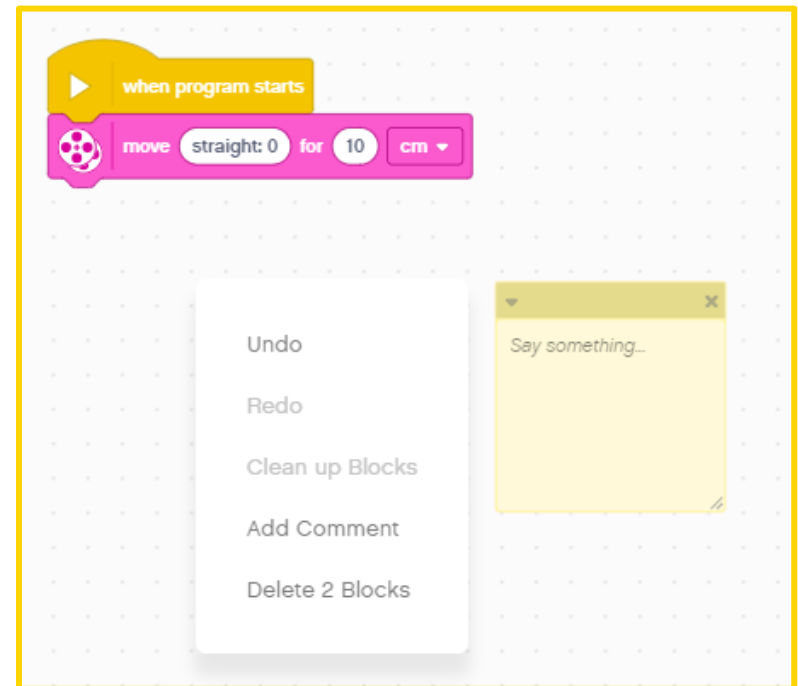 when program starts
move straight: 0 for 10 cm
Undo
Say something...
Redo
Clean up Blocks
Add Comment
Delete 2 Blocks